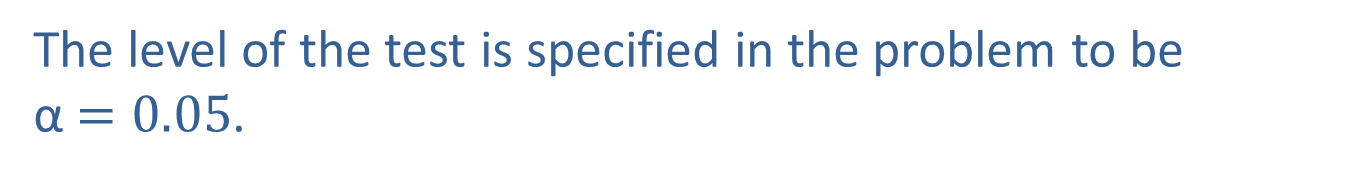 The level of the test is specified in the problem to be
α = 0.05.